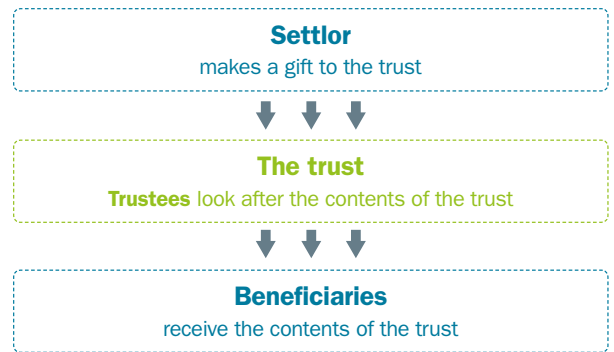 Settlor
makes a gift to the trust
The trust
Trustees look after the contents of the trust
Beneficiaries
receive the contents of the trust